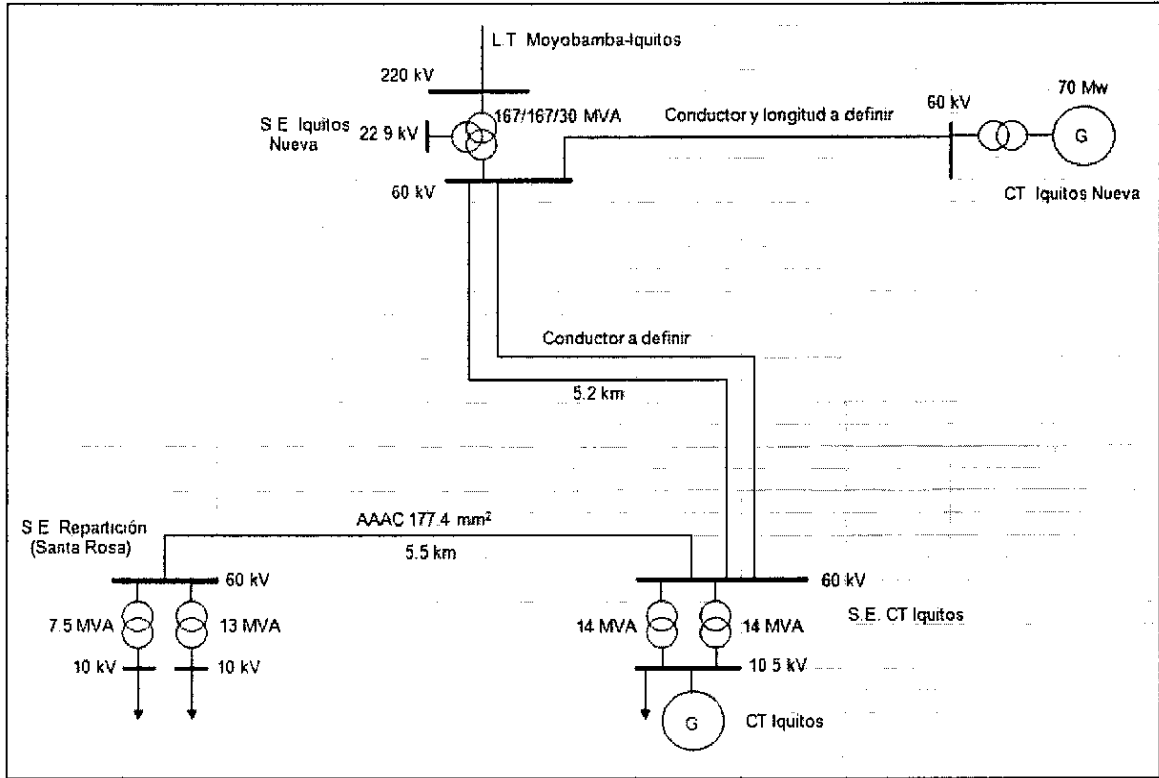 L.T Moyobamba-Iquitos
220 kV
167/167/30 MVA
S.E Iquitos
Nueva
22 9 kV
60 kV
Conductor y longitud a definir
60 kV
70 Mw
G
CT Iquitos Nueva
Conductor a definir
5.2 km
S.E Repartición
(Santa Rosa)
AAAC 177.4 mm²
5.5 km
60 kV
7.5 MVA
13 MVA
10 kV
10 kV
60 kV
S.E. CT Iquitos
14 MVA
14 MVA
10 5 kV
G
CT Iquitos